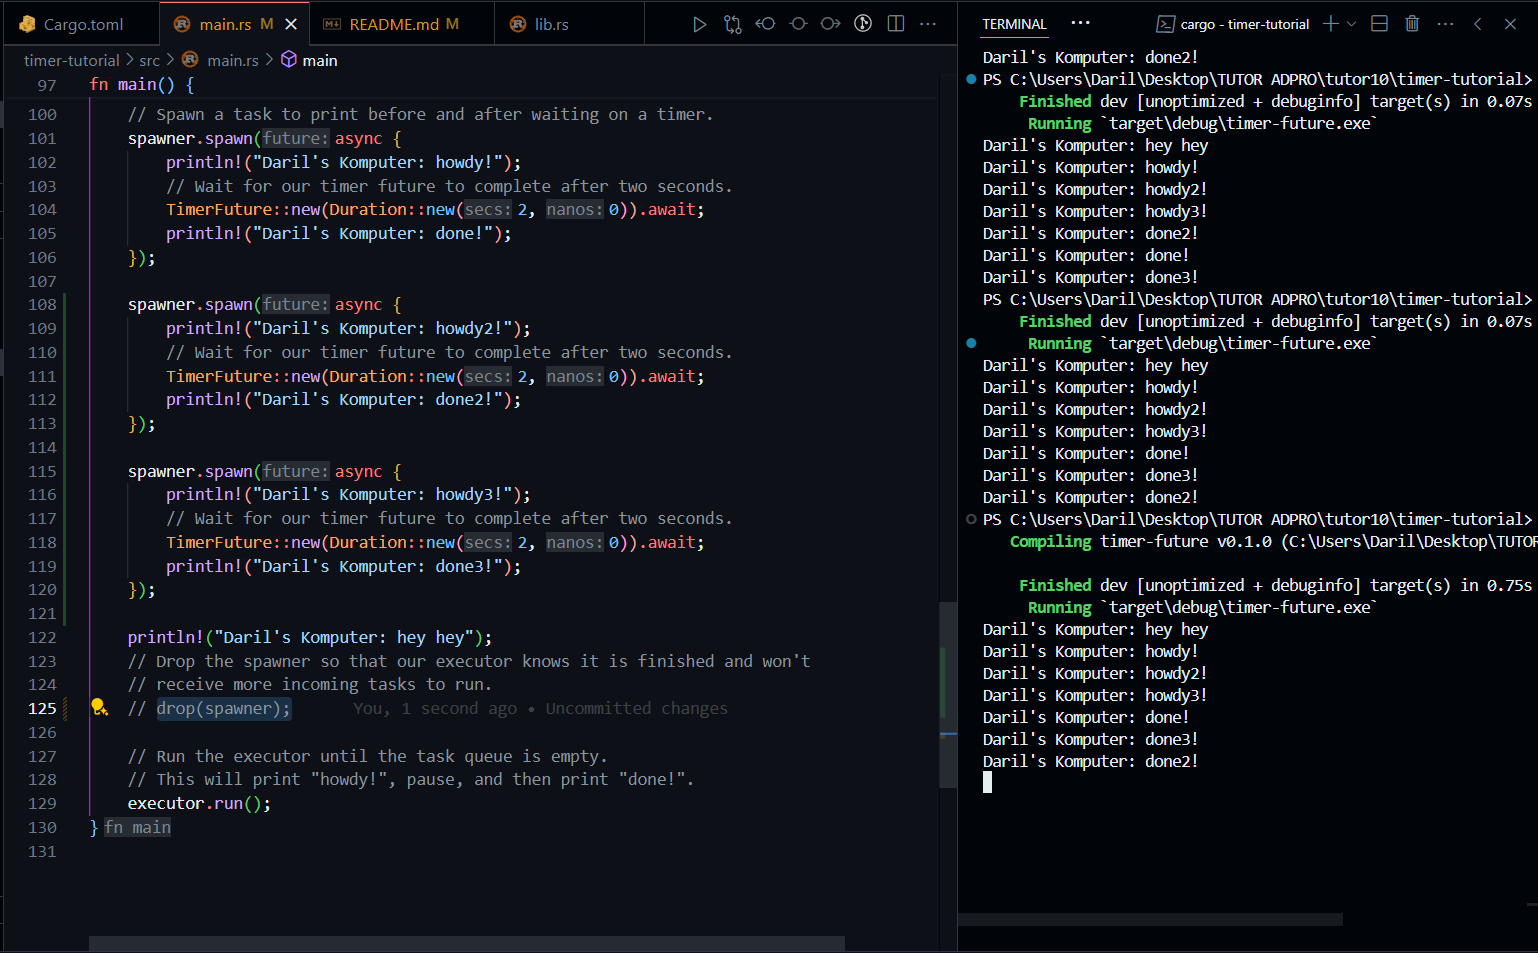 Cargo.toml
main.rs M
README.md M
lib.rs
timer-tutorial > src > main.rs > main
97 fn main() {
100 // Spawn a task to print before and after waiting on a timer.
101 spawner.spawn(future: async {
102 println!("Daril's Komputer: howdy!");
103 // Wait for our timer future to complete after two seconds.
104 TimerFuture::new(Duration::new(secs: 2, nanos: 0)).await;
105 println!("Daril's Komputer: done!");
106 });
107
108 spawner.spawn(future: async {
109 println!("Daril's Komputer: howdy2!");
110 // Wait for our timer future to complete after two seconds.
111 TimerFuture::new(Duration::new(secs: 2, nanos: 0)).await;
112 println!("Daril's Komputer: done2!");
113 });
114
115 spawner.spawn(future: async {
116 println!("Daril's Komputer: howdy3!");
117 // Wait for our timer future to complete after two seconds.
118 TimerFuture::new(Duration::new(secs: 2, nanos: 0)).await;
119 println!("Daril's Komputer: done3!");
120 });
121
122 println!("Daril's Komputer: hey hey");
123 // Drop the spawner so that our executor knows it is finished and won't
124 // receive more incoming tasks to run.
125 // drop(spawner); You, 1 second ago • Uncommitted changes
126
127 // Run the executor until the task queue is empty.
128 // This will print "howdy!", pause, and then print "done!".
129 executor.run();
130 } fn main
131
TERMINAL
cargo - timer-tutorial
Daril's Komputer: done2!
PS C:\Users\Daril\Desktop\TUTOR ADPRO\tutor10\timer-tutorial>
Finished dev [unoptimized + debuginfo] target(s) in 0.07s
Running `target\debug\timer-future.exe`
Daril's Komputer: hey hey
Daril's Komputer: howdy!
Daril's Komputer: howdy2!
Daril's Komputer: howdy3!
Daril's Komputer: done2!
Daril's Komputer: done!
Daril's Komputer: done3!
PS C:\Users\Daril\Desktop\TUTOR ADPRO\tutor10\timer-tutorial>
Finished dev [unoptimized + debuginfo] target(s) in 0.07s
Running `target\debug\timer-future.exe`
Daril's Komputer: hey hey
Daril's Komputer: howdy!
Daril's Komputer: howdy2!
Daril's Komputer: howdy3!
Daril's Komputer: done!
Daril's Komputer: done3!
Daril's Komputer: done2!
PS C:\Users\Daril\Desktop\TUTOR ADPRO\tutor10\timer-tutorial>
Compiling timer-future v0.1.0 (C:\Users\Daril\Desktop\TUTOR
Finished dev [unoptimized + debuginfo] target(s) in 0.75s
Running `target\debug\timer-future.exe`
Daril's Komputer: hey hey
Daril's Komputer: howdy!
Daril's Komputer: howdy2!
Daril's Komputer: howdy3!
Daril's Komputer: done!
Daril's Komputer: done3!
Daril's Komputer: done2!